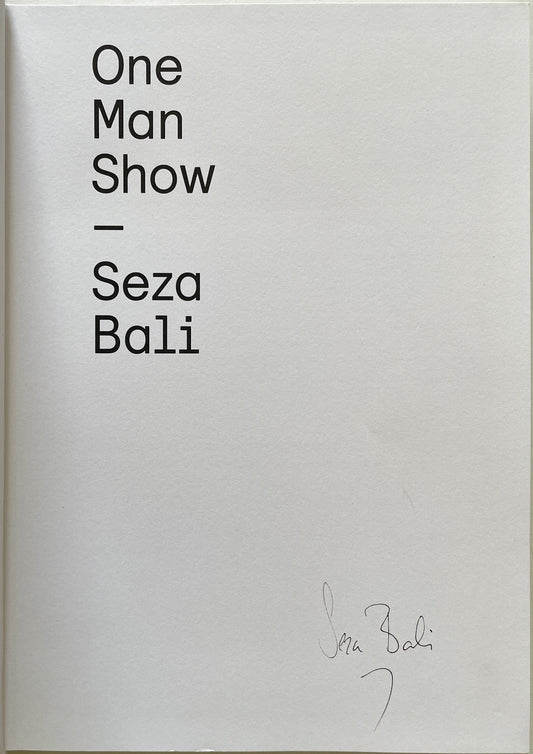 One
Man
Show
—
Seza
Bali
Seza Bali